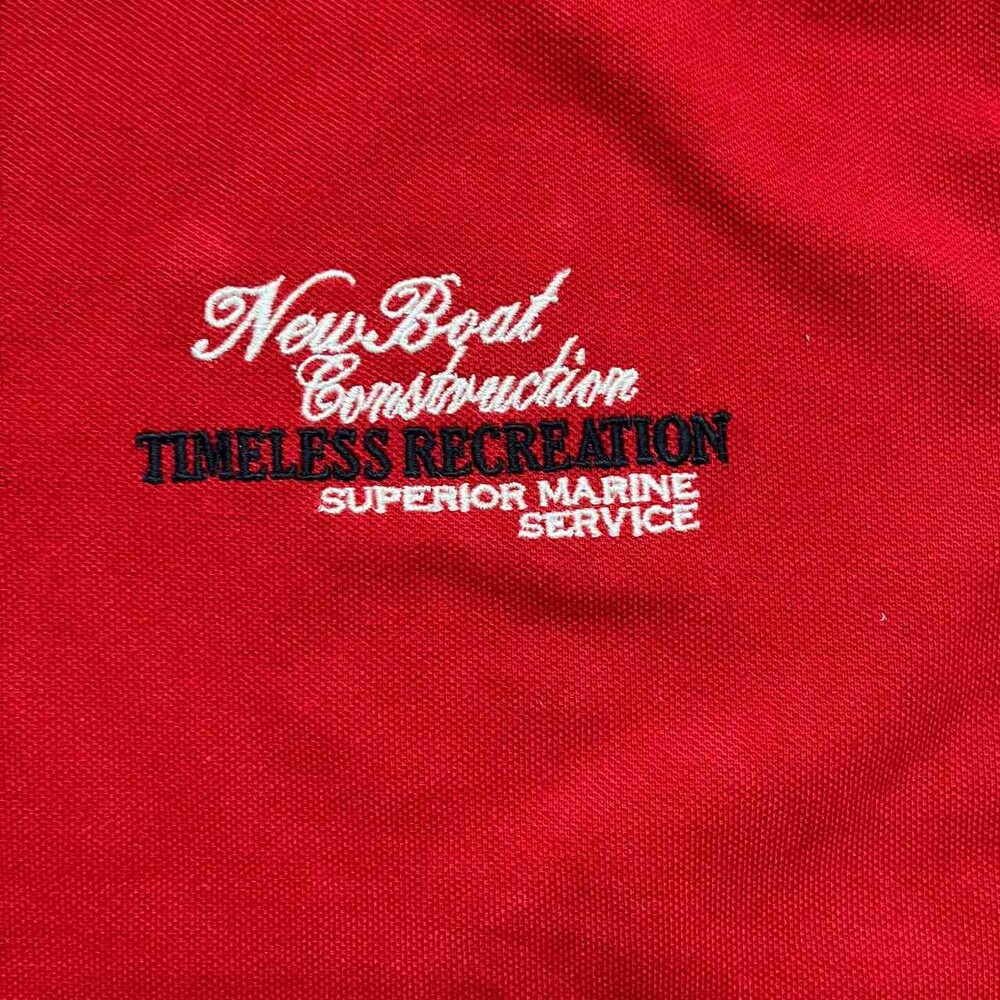 New Boat
Construction
TIMELESS RECREATION
SUPERIOR MARINE
SERVICE